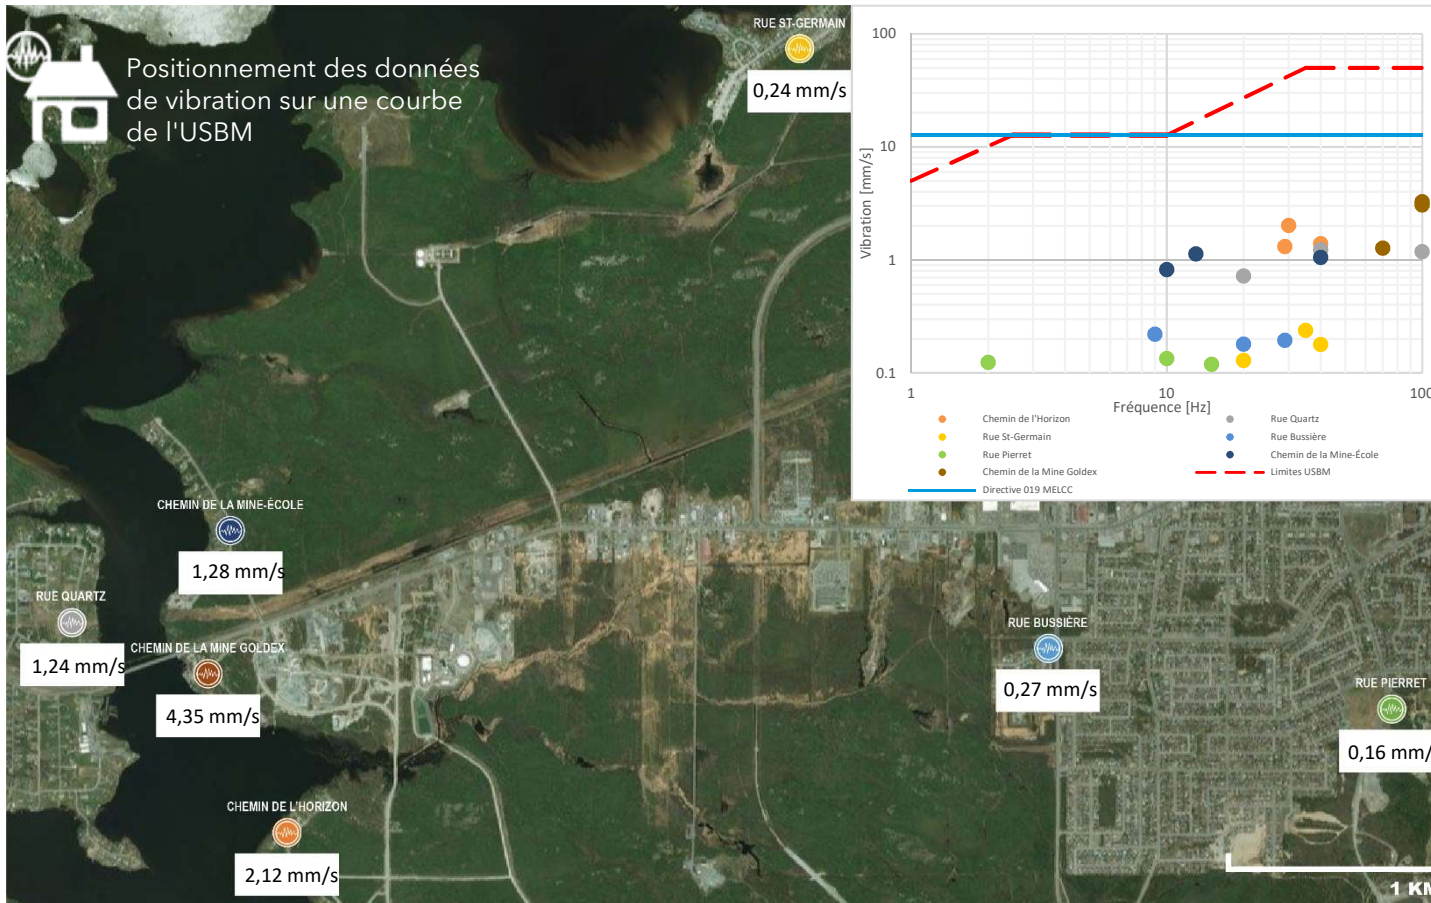 Positionnement des données
de vibration sur une courbe
de l'USBM
RUE ST-GERMAIN
0,24 mm/s
100
10
1
0.1
Vibration [mm/s]
1
10
100
Fréquence [Hz]
Chemin de l'Horizon
Rue Quartz
Rue St-Germain
Rue Bussière
Rue Pierret
Chemin de la Mine-École
Chemin de la Mine Goldex
Limites USBM
Directive 019 MELCC
CHEMIN DE LA MINE-ÉCOLE
1,28 mm/s
RUE QUARTZ
1,24 mm/s
CHEMIN DE LA MINE GOLDEX
4,35 mm/s
RUE BUSSIÈRE
0,27 mm/s
RUE PIERRET
0,16 mm/
CHEMIN DE L'HORIZON
2,12 mm/s
1 KM